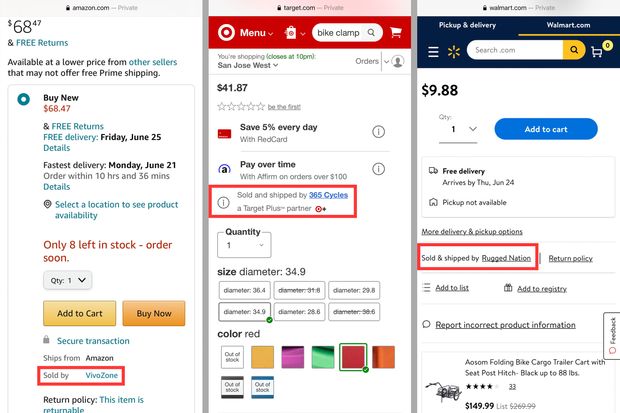 amazon.com — Private
$68⁴⁷
& FREE Returns
Available at a lower price from other sellers
that may not offer free Prime shipping.
Buy New
$68.47
& FREE Returns
FREE delivery: Friday, June 25
Details
Fastest delivery: Monday, June 21
Order within 10 hrs and 36 mins
Details
Select a location to see product
availability
Only 8 left in stock - order
soon.
Qty: 1
Add to Cart
Buy Now
Secure transaction
Ships from Amazon
Sold by VivoZone
Return policy: This item is
returnable
target.com — Private
Menu
bike clamp
You're shopping (closes at 10pm):
San Jose West
Orders
$41.87
be the first!
Save 5% every day
With RedCard
Pay over time
With Affirm on orders over $100
Sold and shipped by 365 Cycles
a Target Plus™ partner
Quantity
1
size diameter: 34.9
diameter: 36.4
diameter: 31.8
diameter: 29.8
diameter: 34.9
diameter: 28.6
diameter: 38.6
color red
Out of stock
Out of stock
Out of stock
walmart.com — Private
Pickup & delivery
Walmart.com
Search .com
0
$9.88
Qty:
1
Add to cart
Free delivery
Arrives by Thu, Jun 24
Pickup not available
More delivery & pickup options
Sold & shipped by Rugged Nation
Return policy
Add to list
Add to registry
Feedback
Report incorrect product information
Aosom Folding Bike Cargo Trailer Cart with
Seat Post Hitch- Black up to 88 lbs.
33
$149.99 List $269.99